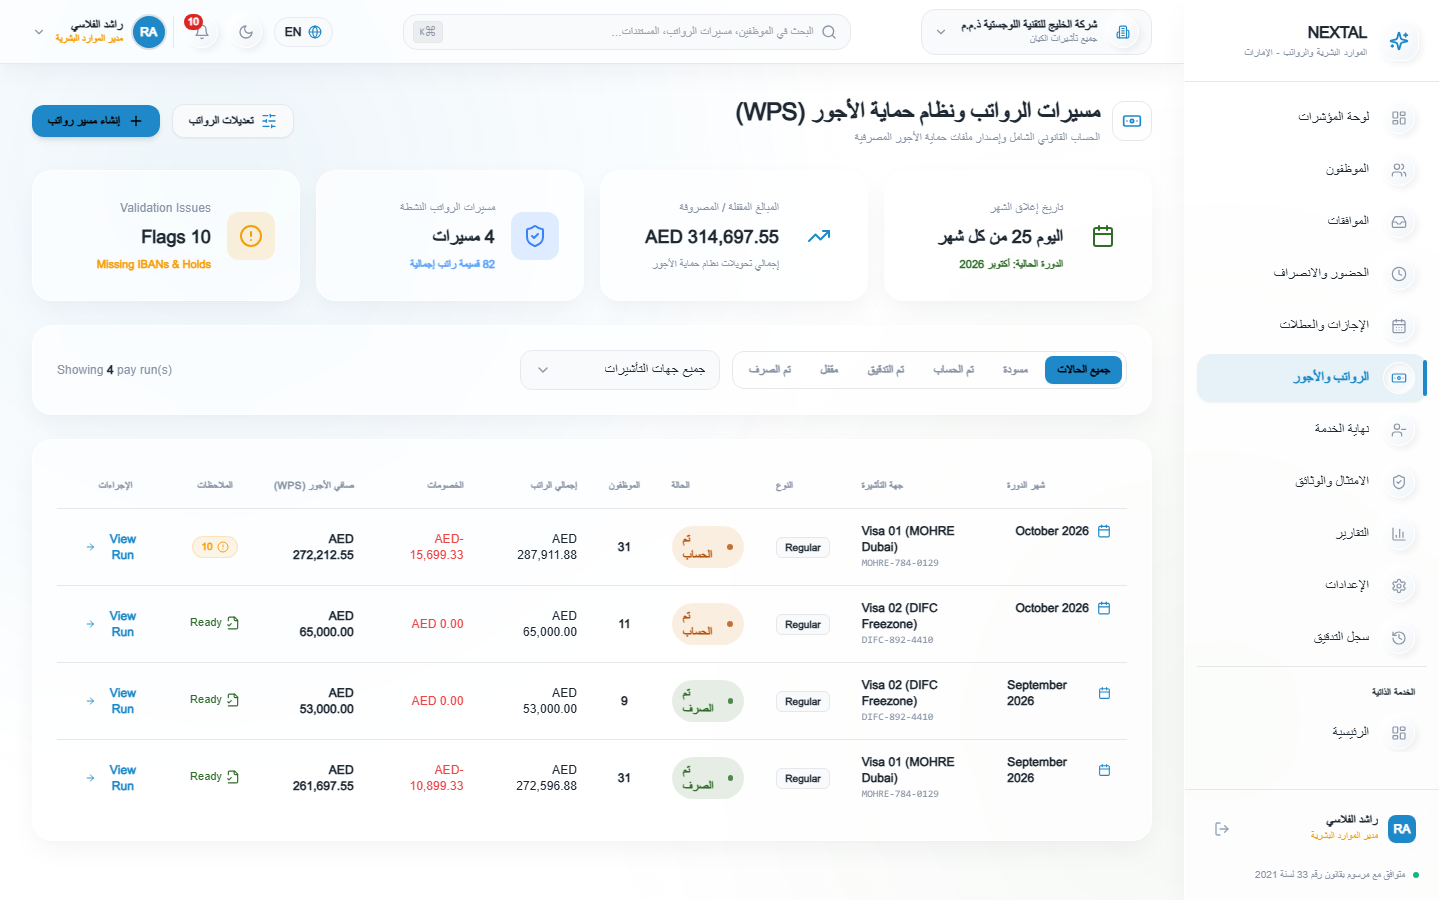 NEXTAL
الموارد البشرية والرواتب - الإمارات
لوحة المؤشرات
الموظفون
الموافقات
الحضور والانصراف
الإجازات والعطلات
الرواتب والأجور
نهاية الخدمة
الامتثال والوثائق
التقارير
الإعدادات
سجل التدقيق
الخدمة الذاتية
الرئيسية
RA
راشد الفلاسي
مدير الموارد البشرية
متوافق مع مرسوم بقانون رقم 33 لسنة 2021
شركة الخليج للتقنية اللوجستية ذ.م.م
جميع تأشيرات الكيان
البحث في الموظفين، مسيرات الرواتب، المستندات...
⌘K
EN
10
RA
راشد الفلاسي
مدير الموارد البشرية
مسيرات الرواتب ونظام حماية الأجور (WPS)
الحساب القانوني الشامل وإصدار ملفات حماية الأجور المصرفية
تعديلات الرواتب
إنشاء مسير رواتب
تاريخ إغلاق الشهر
اليوم 25 من كل شهر
الدورة الحالية: أكتوبر 2026
المبالغ المقفلة / المصروفة
AED 314,697.55
إجمالي تحويلات نظام حماية الأجور
مسيرات الرواتب النشطة
4 مسيرات
82 قسيمة راتب إجمالية
Validation Issues
Flags 10
Missing IBANs & Holds
جميع الحالات
مسودة
تم الحساب
تم التدقيق
مقفل
تم الصرف
جميع جهات التأشيرات
Showing 4 pay run(s)
شهر الدورة
جهة التأشيرة
النوع
الحالة
الموظفون
إجمالي الراتب
الخصومات
صافي الأجور (WPS)
الملاحظات
الإجراءات
October 2026
Visa 01 (MOHRE
Dubai)
MOHRE-784-0129
Regular
تم
الحساب
31
AED
287,911.88
AED-
15,699.33
AED
272,212.55
10
View
Run
October 2026
Visa 02 (DIFC
Freezone)
DIFC-892-4410
Regular
تم
الحساب
11
AED
65,000.00
AED 0.00
AED
65,000.00
Ready
View
Run
September
2026
Visa 02 (DIFC
Freezone)
DIFC-892-4410
Regular
تم
الصرف
9
AED
53,000.00
AED 0.00
AED
53,000.00
Ready
View
Run
September
2026
Visa 01 (MOHRE
Dubai)
MOHRE-784-0129
Regular
تم
الصرف
31
AED
272,596.88
AED-
10,899.33
AED
261,697.55
Ready
View
Run